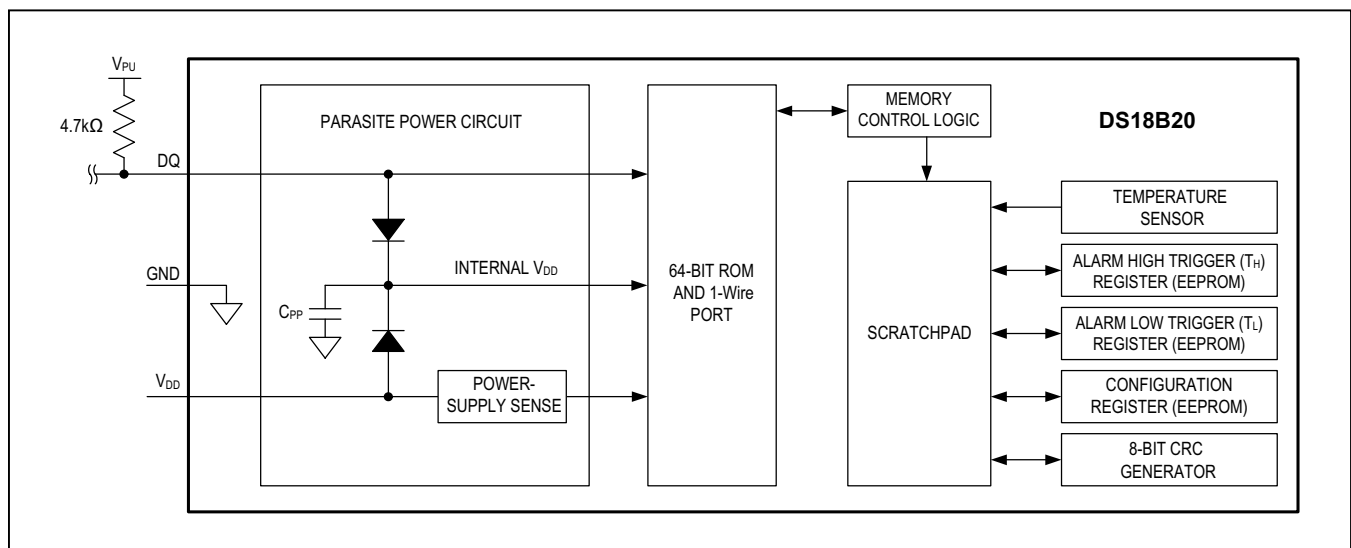 VPU
4.7kΩ
DQ
GND
VDD
PARASITE POWER CIRCUIT
INTERNAL VDD
CPP
POWER-
SUPPLY SENSE
64-BIT ROM
AND 1-Wire
PORT
MEMORY
CONTROL LOGIC
SCRATCHPAD
DS18B20
TEMPERATURE
SENSOR
ALARM HIGH TRIGGER (TH)
REGISTER (EEPROM)
ALARM LOW TRIGGER (TL)
REGISTER (EEPROM)
CONFIGURATION
REGISTER (EEPROM)
8-BIT CRC
GENERATOR